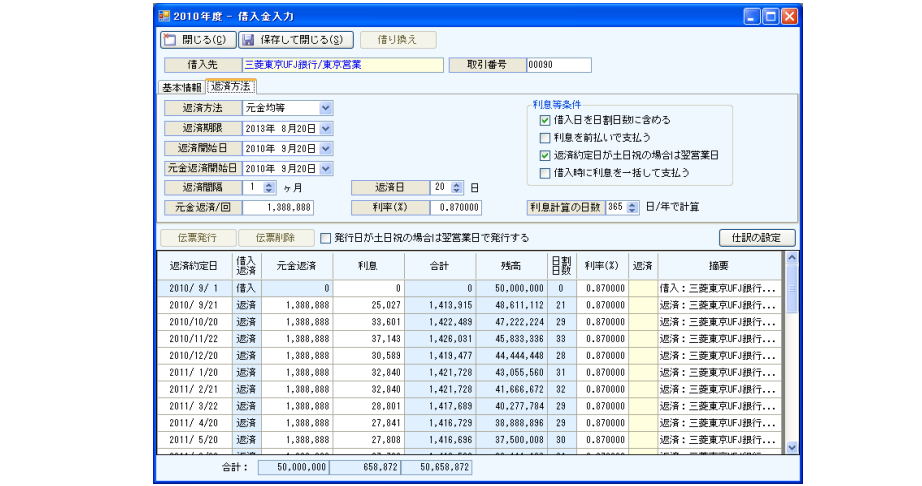 2010年度 - 借入金入力
閉じる(C) 保存して閉じる(S) 借り換え
借入先 三菱東京UFJ銀行/東京営業 取引番号 00090
基本情報 返済方法
返済方法 元金均等
返済期限 2013年 8月20日
返済開始日 2010年 9月20日
元金返済開始日 2010年 9月20日
返済間隔 1 ヶ月 返済日 20 日
元金返済/回 1,388,888 利率(%) 0.870000
利息等条件
借入日を日割日数に含める
利息を前払いで支払う
返済約定日が土日祝の場合は翌営業日
借入時に利息を一括して支払う
利息計算の日数 365 日/年で計算
伝票発行 伝票削除 発行日が土日祝の場合は翌営業日で発行する 仕訳の設定
返済約定日 借入返済 元金返済 利息 合計 残高 日割日数 利率(%) 返済 摘要
2010/ 9/ 1 借入 0 0 0 50,000,000 0 0.870000 借入:三菱東京UFJ銀行...
2010/ 9/21 返済 1,388,888 25,027 1,413,915 48,611,112 21 0.870000 返済:三菱東京UFJ銀行...
2010/10/20 返済 1,388,888 33,601 1,422,489 47,222,224 29 0.870000 返済:三菱東京UFJ銀行...
2010/11/22 返済 1,388,888 37,143 1,426,031 45,833,336 33 0.870000 返済:三菱東京UFJ銀行...
2010/12/20 返済 1,388,888 30,589 1,419,477 44,444,448 28 0.870000 返済:三菱東京UFJ銀行...
2011/ 1/20 返済 1,388,888 32,840 1,421,728 43,055,560 31 0.870000 返済:三菱東京UFJ銀行...
2011/ 2/21 返済 1,388,888 32,840 1,421,728 41,666,672 32 0.870000 返済:三菱東京UFJ銀行...
2011/ 3/22 返済 1,388,888 28,801 1,417,689 40,277,784 29 0.870000 返済:三菱東京UFJ銀行...
2011/ 4/20 返済 1,388,888 27,841 1,416,729 38,888,896 29 0.870000 返済:三菱東京UFJ銀行...
2011/ 5/20 返済 1,388,888 27,808 1,416,696 37,500,008 30 0.870000 返済:三菱東京UFJ銀行...
合計: 50,000,000 658,872 50,658,872